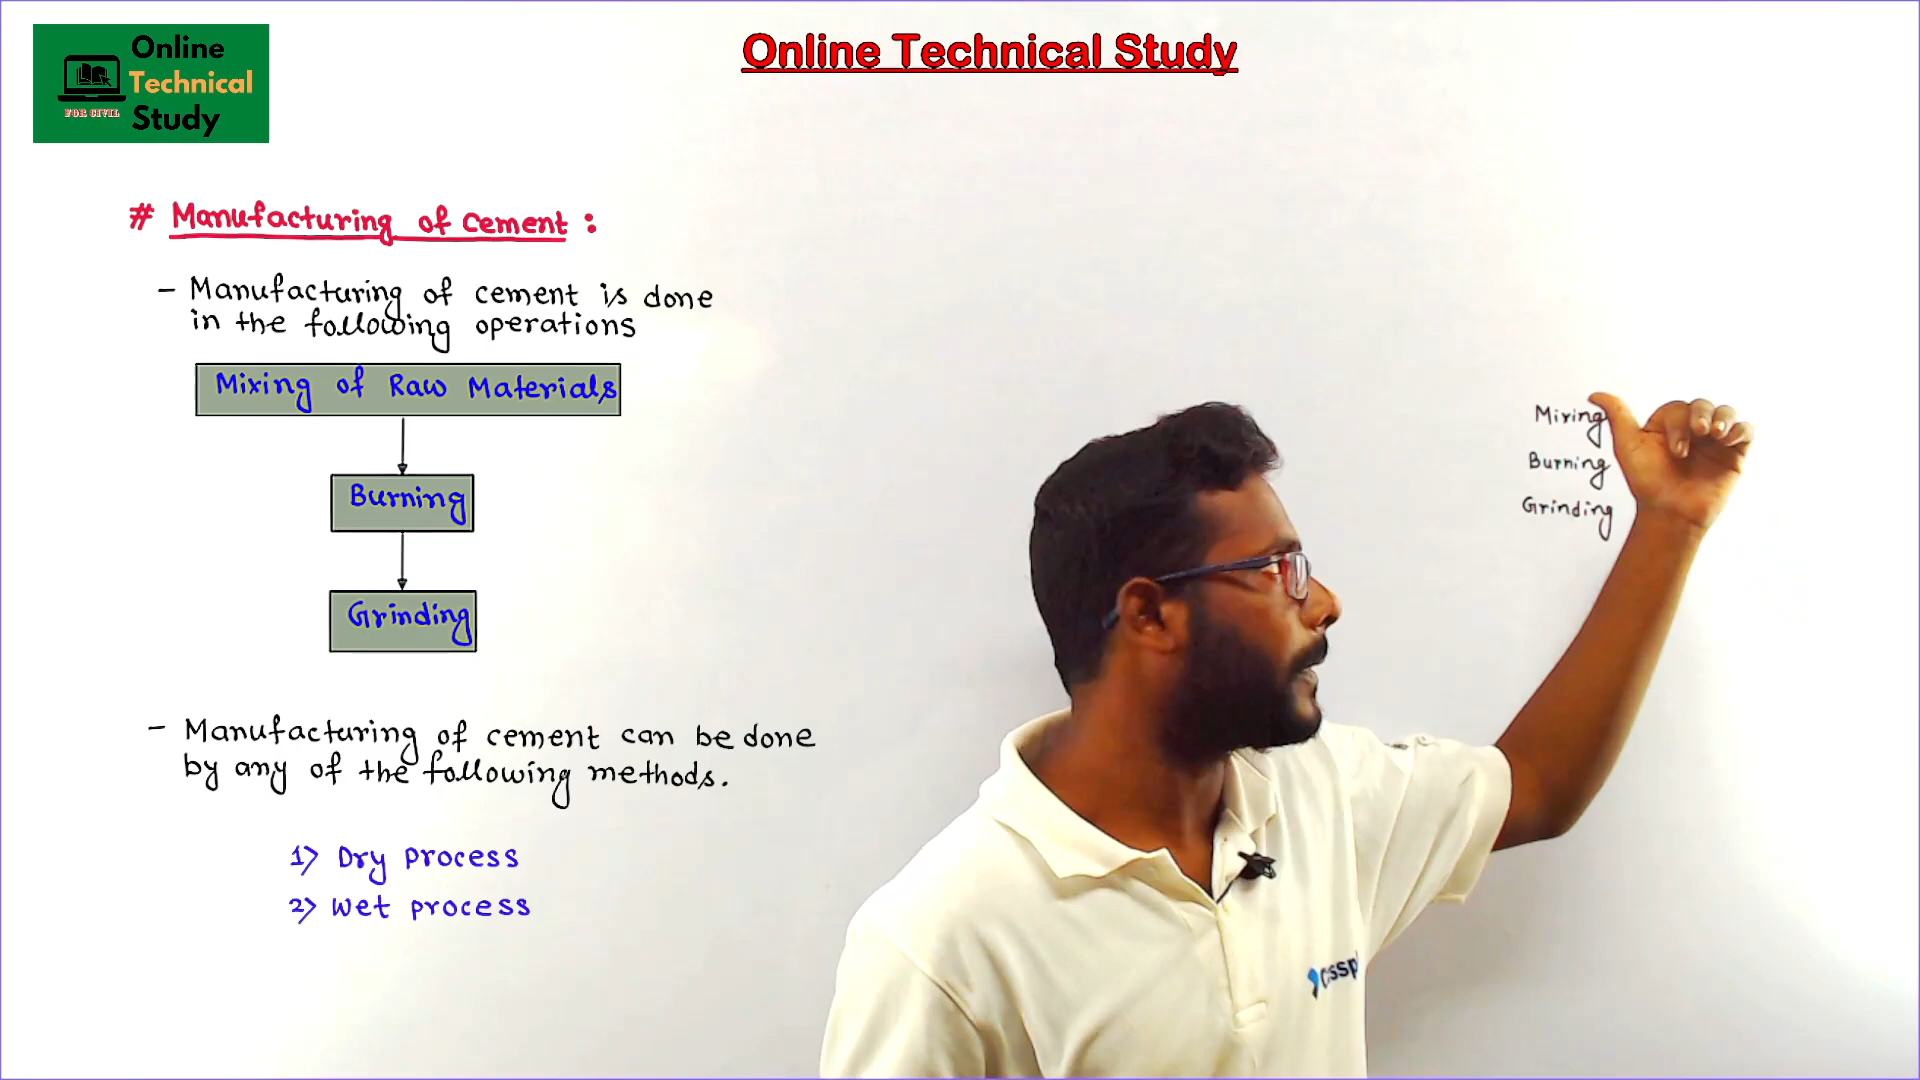 Online
Technical
FOR CIVIL
Study
Online Technical Study
# Manufacturing of cement :
- Manufacturing of cement is done
in the following operations
Mixing of Raw Materials
Burning
Grinding
- Manufacturing of cement can be done
by any of the following methods.
1) Dry process
2) Wet process
Mixing
Burning
Grinding